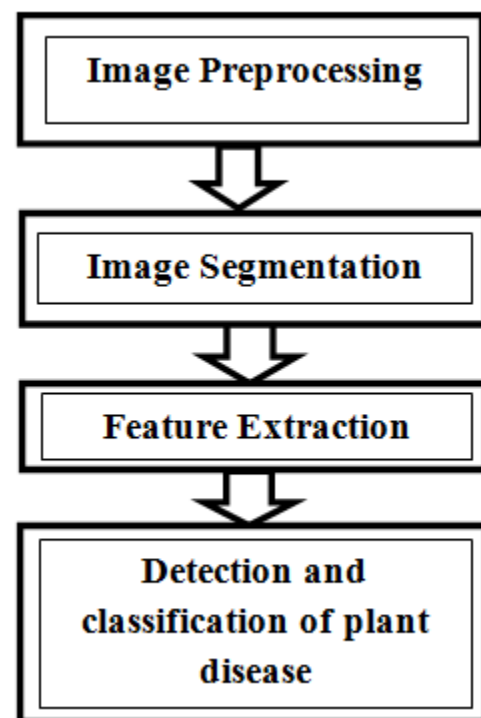 Image Preprocessing
Image Segmentation
Feature Extraction
Detection and
classification of plant
disease